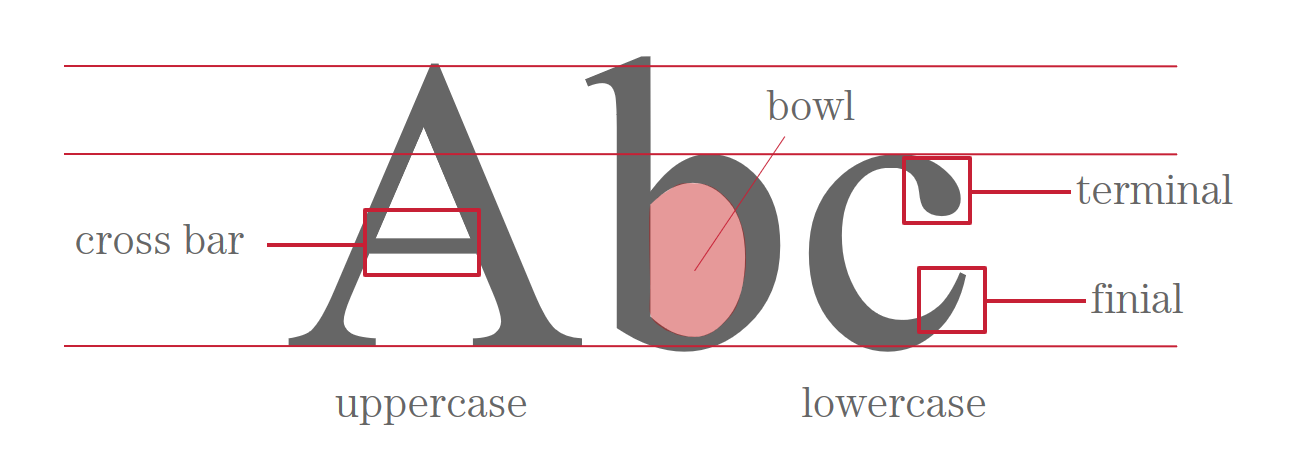 Abc
bowl
terminal
cross bar
finial
uppercase
lowercase